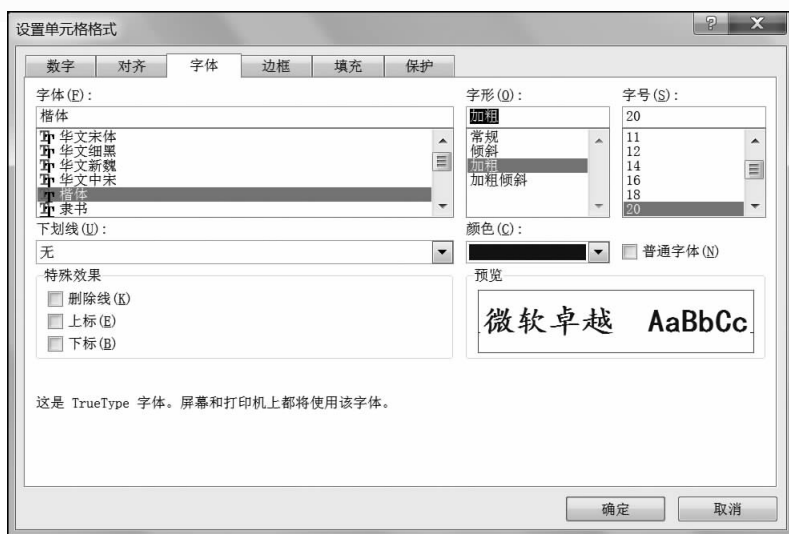 设置单元格格式
数字 对齐 字体 边框 填充 保护
字体(F): 字形(O): 字号(S):
楷体 加粗 20
华文宋体 常规 11
华文细黑 倾斜 12
华文新魏 加粗 14
华文中宋 加粗倾斜 16
楷体 18
隶书 20
下划线(U): 颜色(C):
无 普通字体(N)
特殊效果 预览
删除线(K)
上标(E)
下标(B)
微软卓越 AaBbCc
这是 TrueType 字体。屏幕和打印机上都将使用该字体。
确定 取消